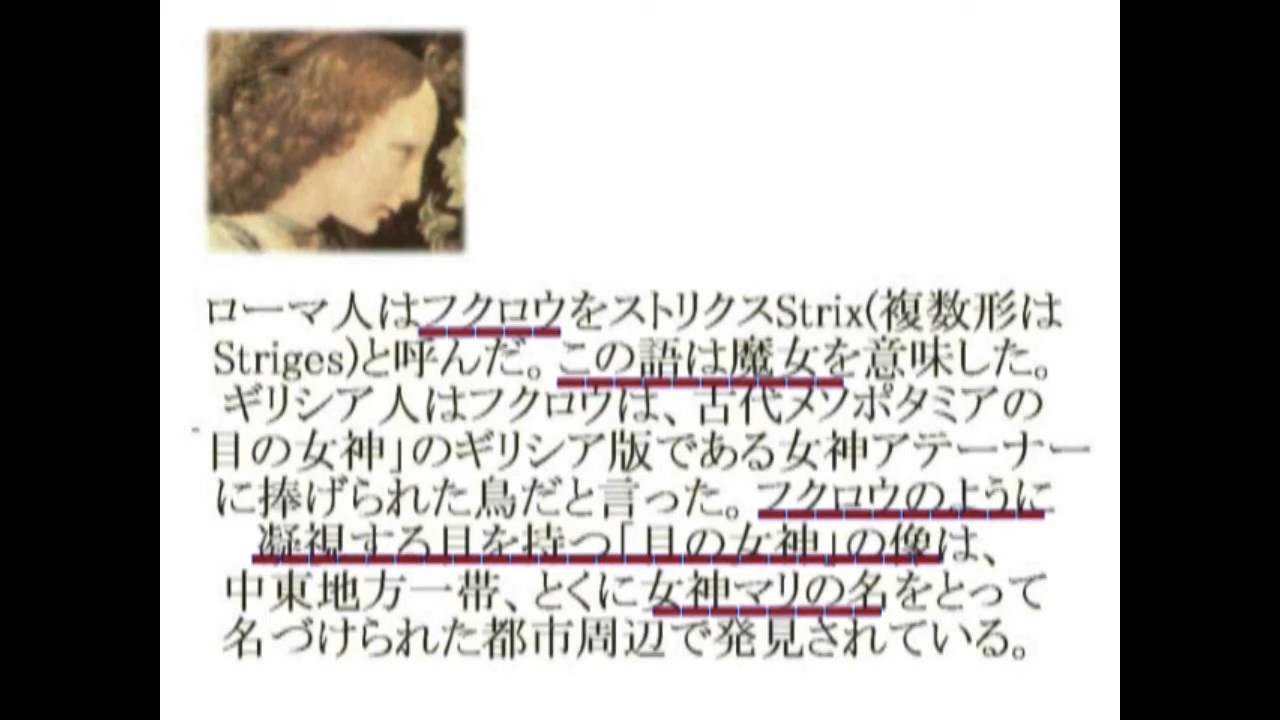 ローマ人はフクロウをストリクスStrix(複数形は
Striges)と呼んだ。この語は魔女を意味した。
ギリシア人はフクロウは、古代メソポタミアの
目の女神」のギリシア版である女神アテーナー
に捧げられた鳥だと言った。フクロウのように
凝視する目を持つ「目の女神」の像は、
中東地方一帯、とくに女神マリの名をとって
名づけられた都市周辺で発見されている。